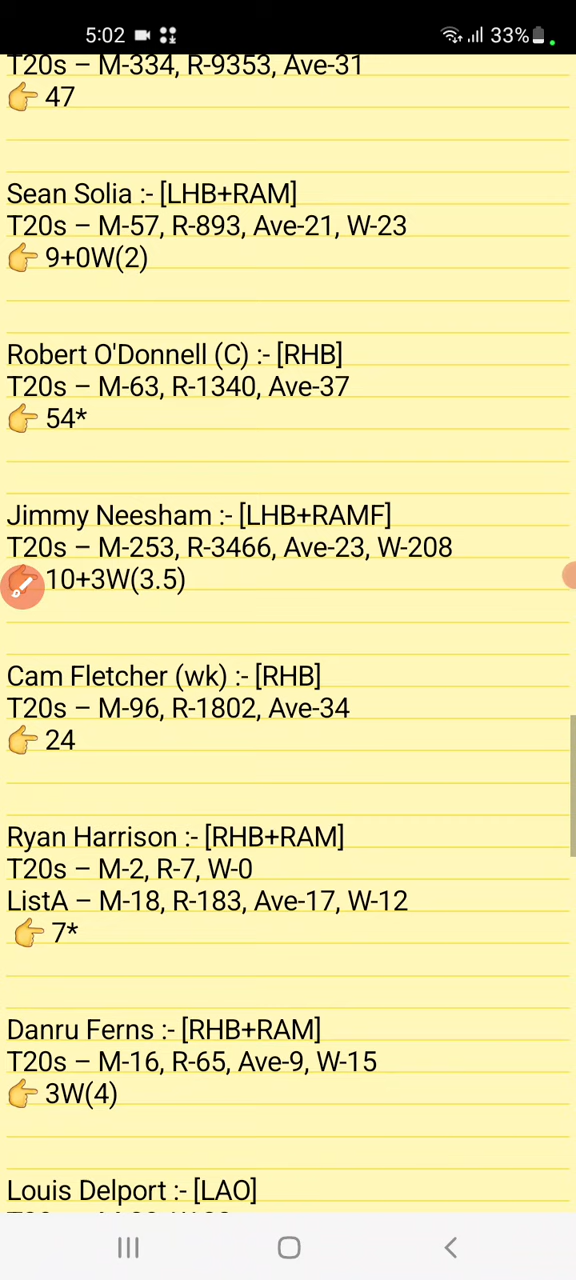 5:02 33%
T20s – M-334, R-9353, Ave-31
👉 47
Sean Solia :- [LHB+RAM]
T20s – M-57, R-893, Ave-21, W-23
👉 9+0W(2)
Robert O'Donnell (C) :- [RHB]
T20s – M-63, R-1340, Ave-37
👉 54*
Jimmy Neesham :- [LHB+RAMF]
T20s – M-253, R-3466, Ave-23, W-208
👉 10+3W(3.5)
Cam Fletcher (wk) :- [RHB]
T20s – M-96, R-1802, Ave-34
👉 24
Ryan Harrison :- [RHB+RAM]
T20s – M-2, R-7, W-0
ListA – M-18, R-183, Ave-17, W-12
👉 7*
Danru Ferns :- [RHB+RAM]
T20s – M-16, R-65, Ave-9, W-15
👉 3W(4)
Louis Delport :- [LAO]